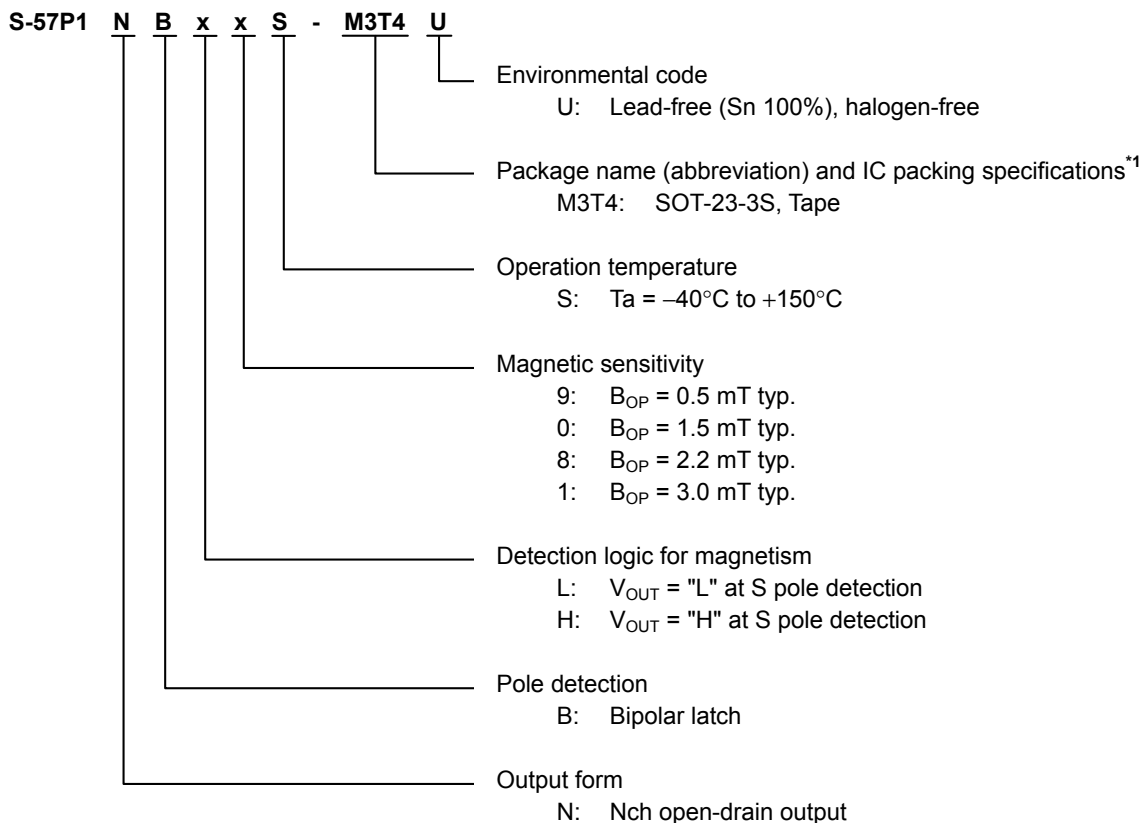 S-57P1 N B x x S - M3T4 U
Environmental code
U: Lead-free (Sn 100%), halogen-free
Package name (abbreviation) and IC packing specifications*1
M3T4: SOT-23-3S, Tape
Operation temperature
S: Ta = −40°C to +150°C
Magnetic sensitivity
9: BOP = 0.5 mT typ.
0: BOP = 1.5 mT typ.
8: BOP = 2.2 mT typ.
1: BOP = 3.0 mT typ.
Detection logic for magnetism
L: VOUT = "L" at S pole detection
H: VOUT = "H" at S pole detection
Pole detection
B: Bipolar latch
Output form
N: Nch open-drain output